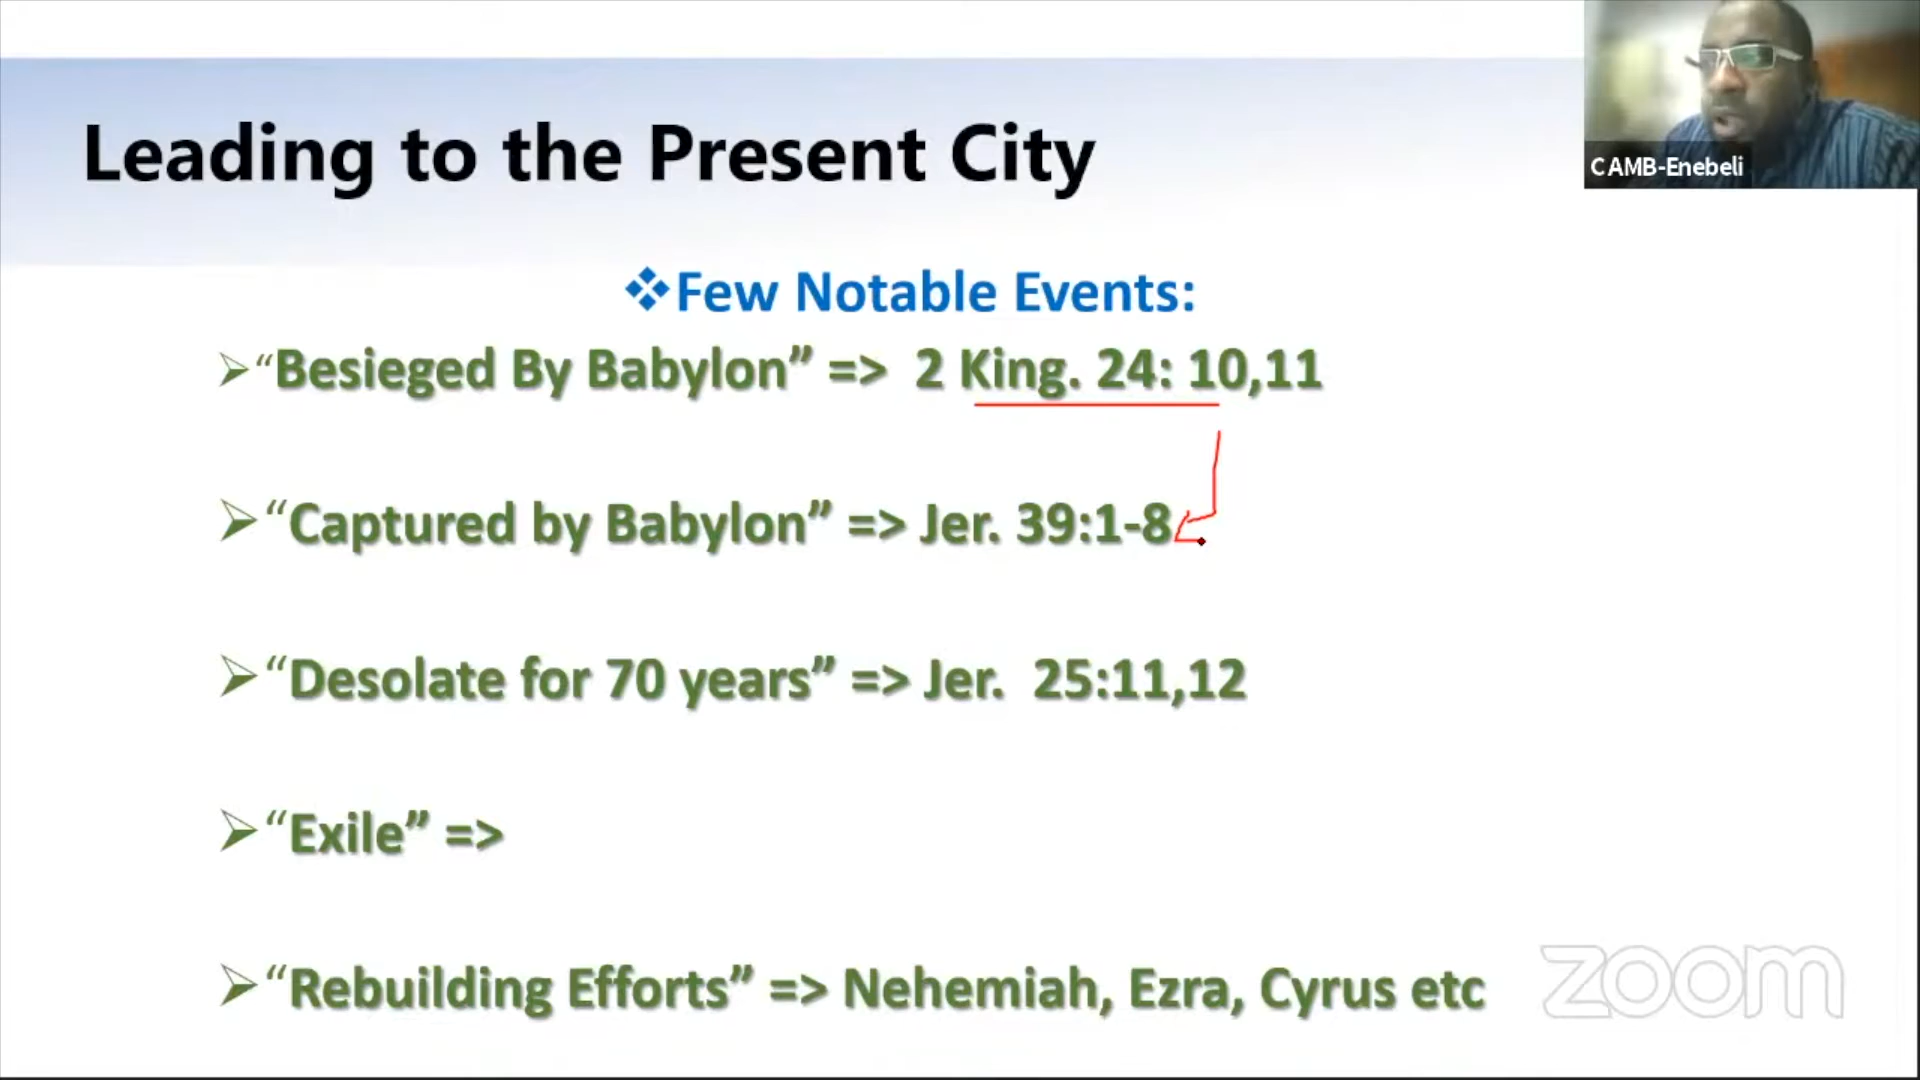 Leading to the Present City
CAMB-Enebeli
❖Few Notable Events:
➢“Besieged By Babylon” => 2 King. 24: 10,11
➢“Captured by Babylon” => Jer. 39:1-8
➢“Desolate for 70 years” => Jer. 25:11,12
➢“Exile” =>
➢“Rebuilding Efforts” => Nehemiah, Ezra, Cyrus etc
zoom